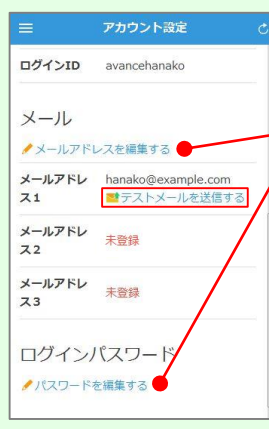 アカウント設定
ログインID avancehanako
メール
メールアドレスを編集する
メールアドレ hanako@example.com
ス1 テストメールを送信する
メールアドレ
ス2 未登録
メールアドレ
ス3 未登録
ログインパスワード
パスワードを編集する